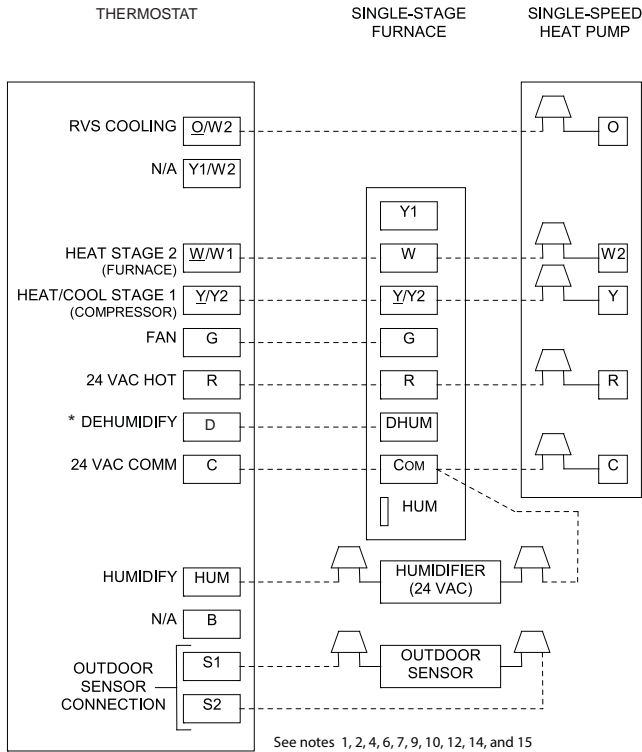 THERMOSTAT
SINGLE-STAGE
FURNACE
SINGLE-SPEED
HEAT PUMP
RVS COOLING O/W2 O
N/A Y1/W2
Y1
HEAT STAGE 2
(FURNACE)
W/W1 W W2
HEAT/COOL STAGE 1
(COMPRESSOR)
Y/Y2 Y/Y2 Y
FAN G G
24 VAC HOT R R R
* DEHUMIDIFY D DHUM
24 VAC COMM C COM C
HUM
HUMIDIFY HUM
HUMIDIFIER
(24 VAC)
N/A B
OUTDOOR
SENSOR
CONNECTION
S1
S2
OUTDOOR
SENSOR
See notes 1, 2, 4, 6, 7, 9, 10, 12, 14, and 15